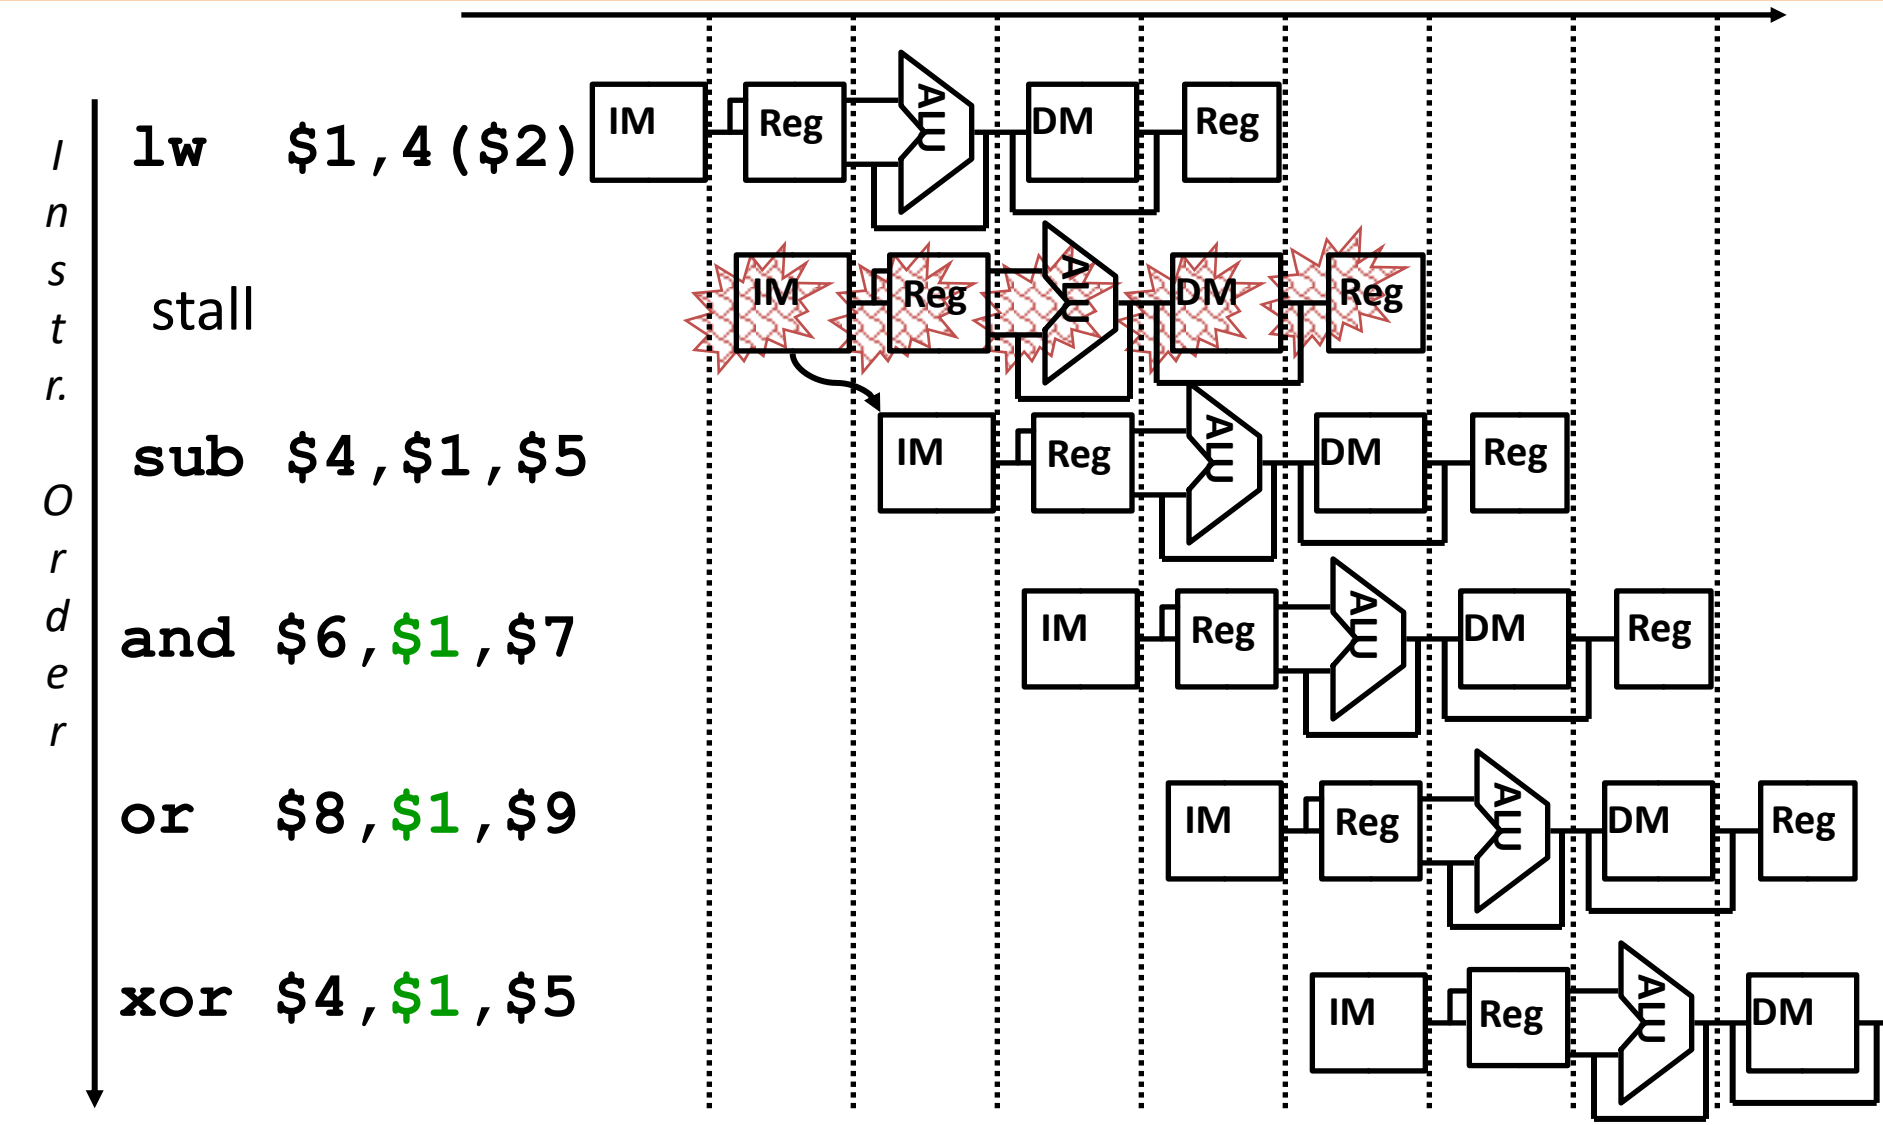 Instr. Order
lw $1,4($2) IM Reg ALU DM Reg
stall IM Reg ALU DM Reg
sub $4,$1,$5 IM Reg ALU DM Reg
and $6,$1,$7 IM Reg ALU DM Reg
or $8,$1,$9 IM Reg ALU DM Reg
xor $4,$1,$5 IM Reg ALU DM